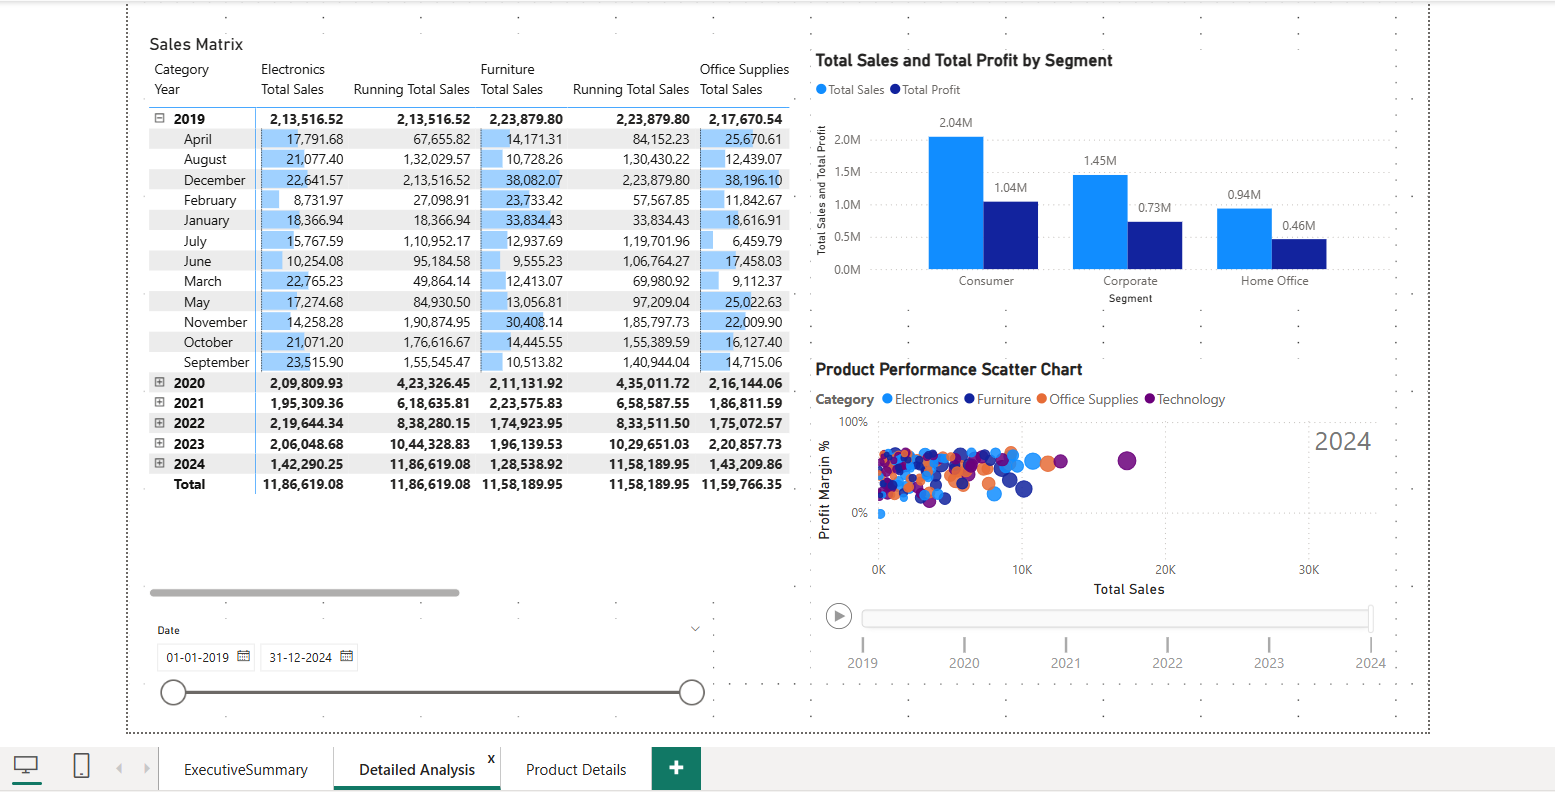 Sales Matrix
Category Electronics Furniture Office Supplies
Year Total Sales Running Total Sales Total Sales Running Total Sales Total Sales
2019 2,13,516.52 2,13,516.52 2,23,879.80 2,23,879.80 2,17,670.54
April 17,791.68 67,655.82 14,171.31 84,152.23 25,670.61
August 21,077.40 1,32,029.57 10,728.26 1,30,430.22 12,439.07
December 22,641.57 2,13,516.52 38,082.07 2,23,879.80 38,196.10
February 8,731.97 27,098.91 23,733.42 57,567.85 11,842.67
January 18,366.94 18,366.94 33,834.43 33,834.43 18,616.91
July 15,767.59 1,10,952.17 12,937.69 1,19,701.96 6,459.79
June 10,254.08 95,184.58 9,555.23 1,06,764.27 17,458.03
March 22,765.23 49,864.14 12,413.07 69,980.92 9,112.37
May 17,274.68 84,930.50 13,056.81 97,209.04 25,022.63
November 14,258.28 1,90,874.95 30,408.14 1,85,797.73 22,009.90
October 21,071.20 1,76,616.67 14,445.55 1,55,389.59 16,127.40
September 23,515.90 1,55,545.47 10,513.82 1,40,944.04 14,715.06
2020 2,09,809.93 4,23,326.45 2,11,131.92 4,35,011.72 2,16,144.06
2021 1,95,309.36 6,18,635.81 2,23,575.83 6,58,587.55 1,86,811.59
2022 2,19,644.34 8,38,280.15 1,74,923.95 8,33,511.50 1,75,072.57
2023 2,06,048.68 10,44,328.83 1,96,139.53 10,29,651.03 2,20,857.73
2024 1,42,290.25 11,86,619.08 1,28,538.92 11,58,189.95 1,43,209.86
Total 11,86,619.08 11,86,619.08 11,58,189.95 11,58,189.95 11,59,766.35
Date
01-01-2019 31-12-2024
Total Sales and Total Profit by Segment
Total Sales Total Profit
Total Sales and Total Profit
2.0M
1.5M
1.0M
0.5M
0.0M
2.04M
1.04M
1.45M
0.73M
0.94M
0.46M
Consumer Corporate Home Office
Segment
Product Performance Scatter Chart
Category Electronics Furniture Office Supplies Technology
Profit Margin %
100%
0%
2024
0K 10K 20K 30K
Total Sales
2019 2020 2021 2022 2023 2024
ExecutiveSummary Detailed Analysis X Product Details +